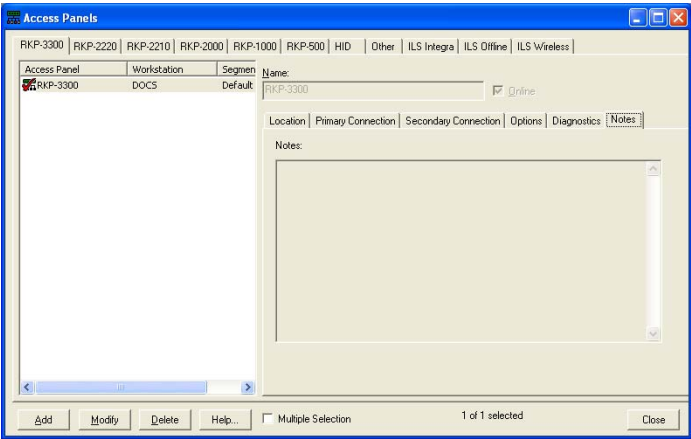 Access Panels
RKP-3300 RKP-2220 RKP-2210 RKP-2000 RKP-1000 RKP-500 HID Other ILS Integra ILS Offline ILS Wireless
Access Panel Workstation Segmen
RKP-3300 DOCS Default
Name:
RKP-3300 Online
Location Primary Connection Secondary Connection Options Diagnostics Notes
Notes:
Add Modify Delete Help... Multiple Selection 1 of 1 selected Close